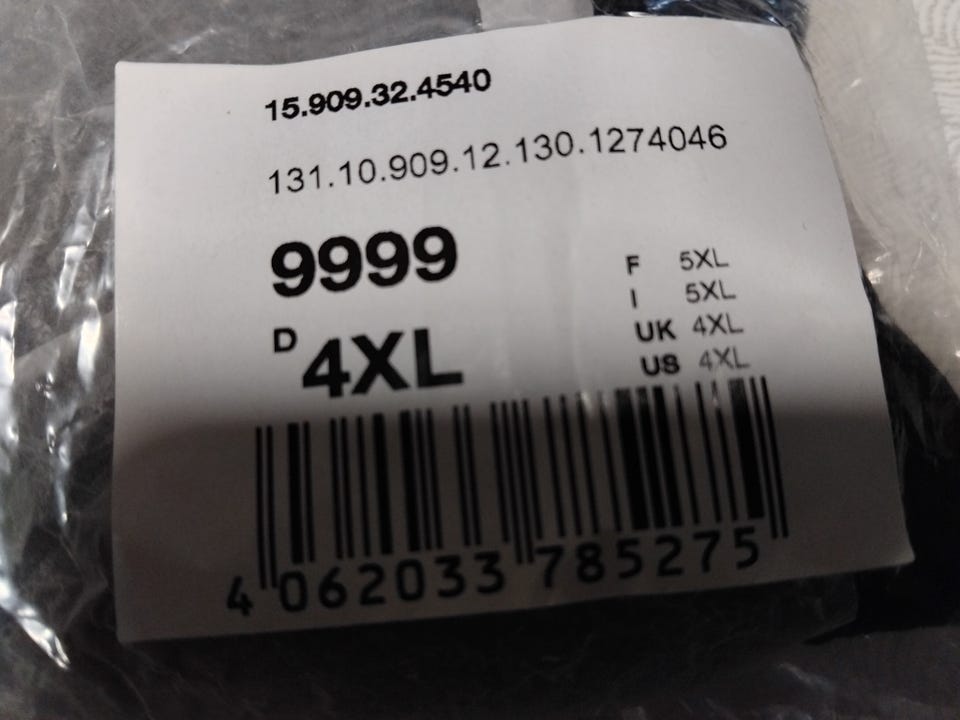 15.909.32.4540
131.10.909.12.130.1274046
9999
D 4XL
F 5XL
I 5XL
UK 4XL
US 4XL
4 062033 785275